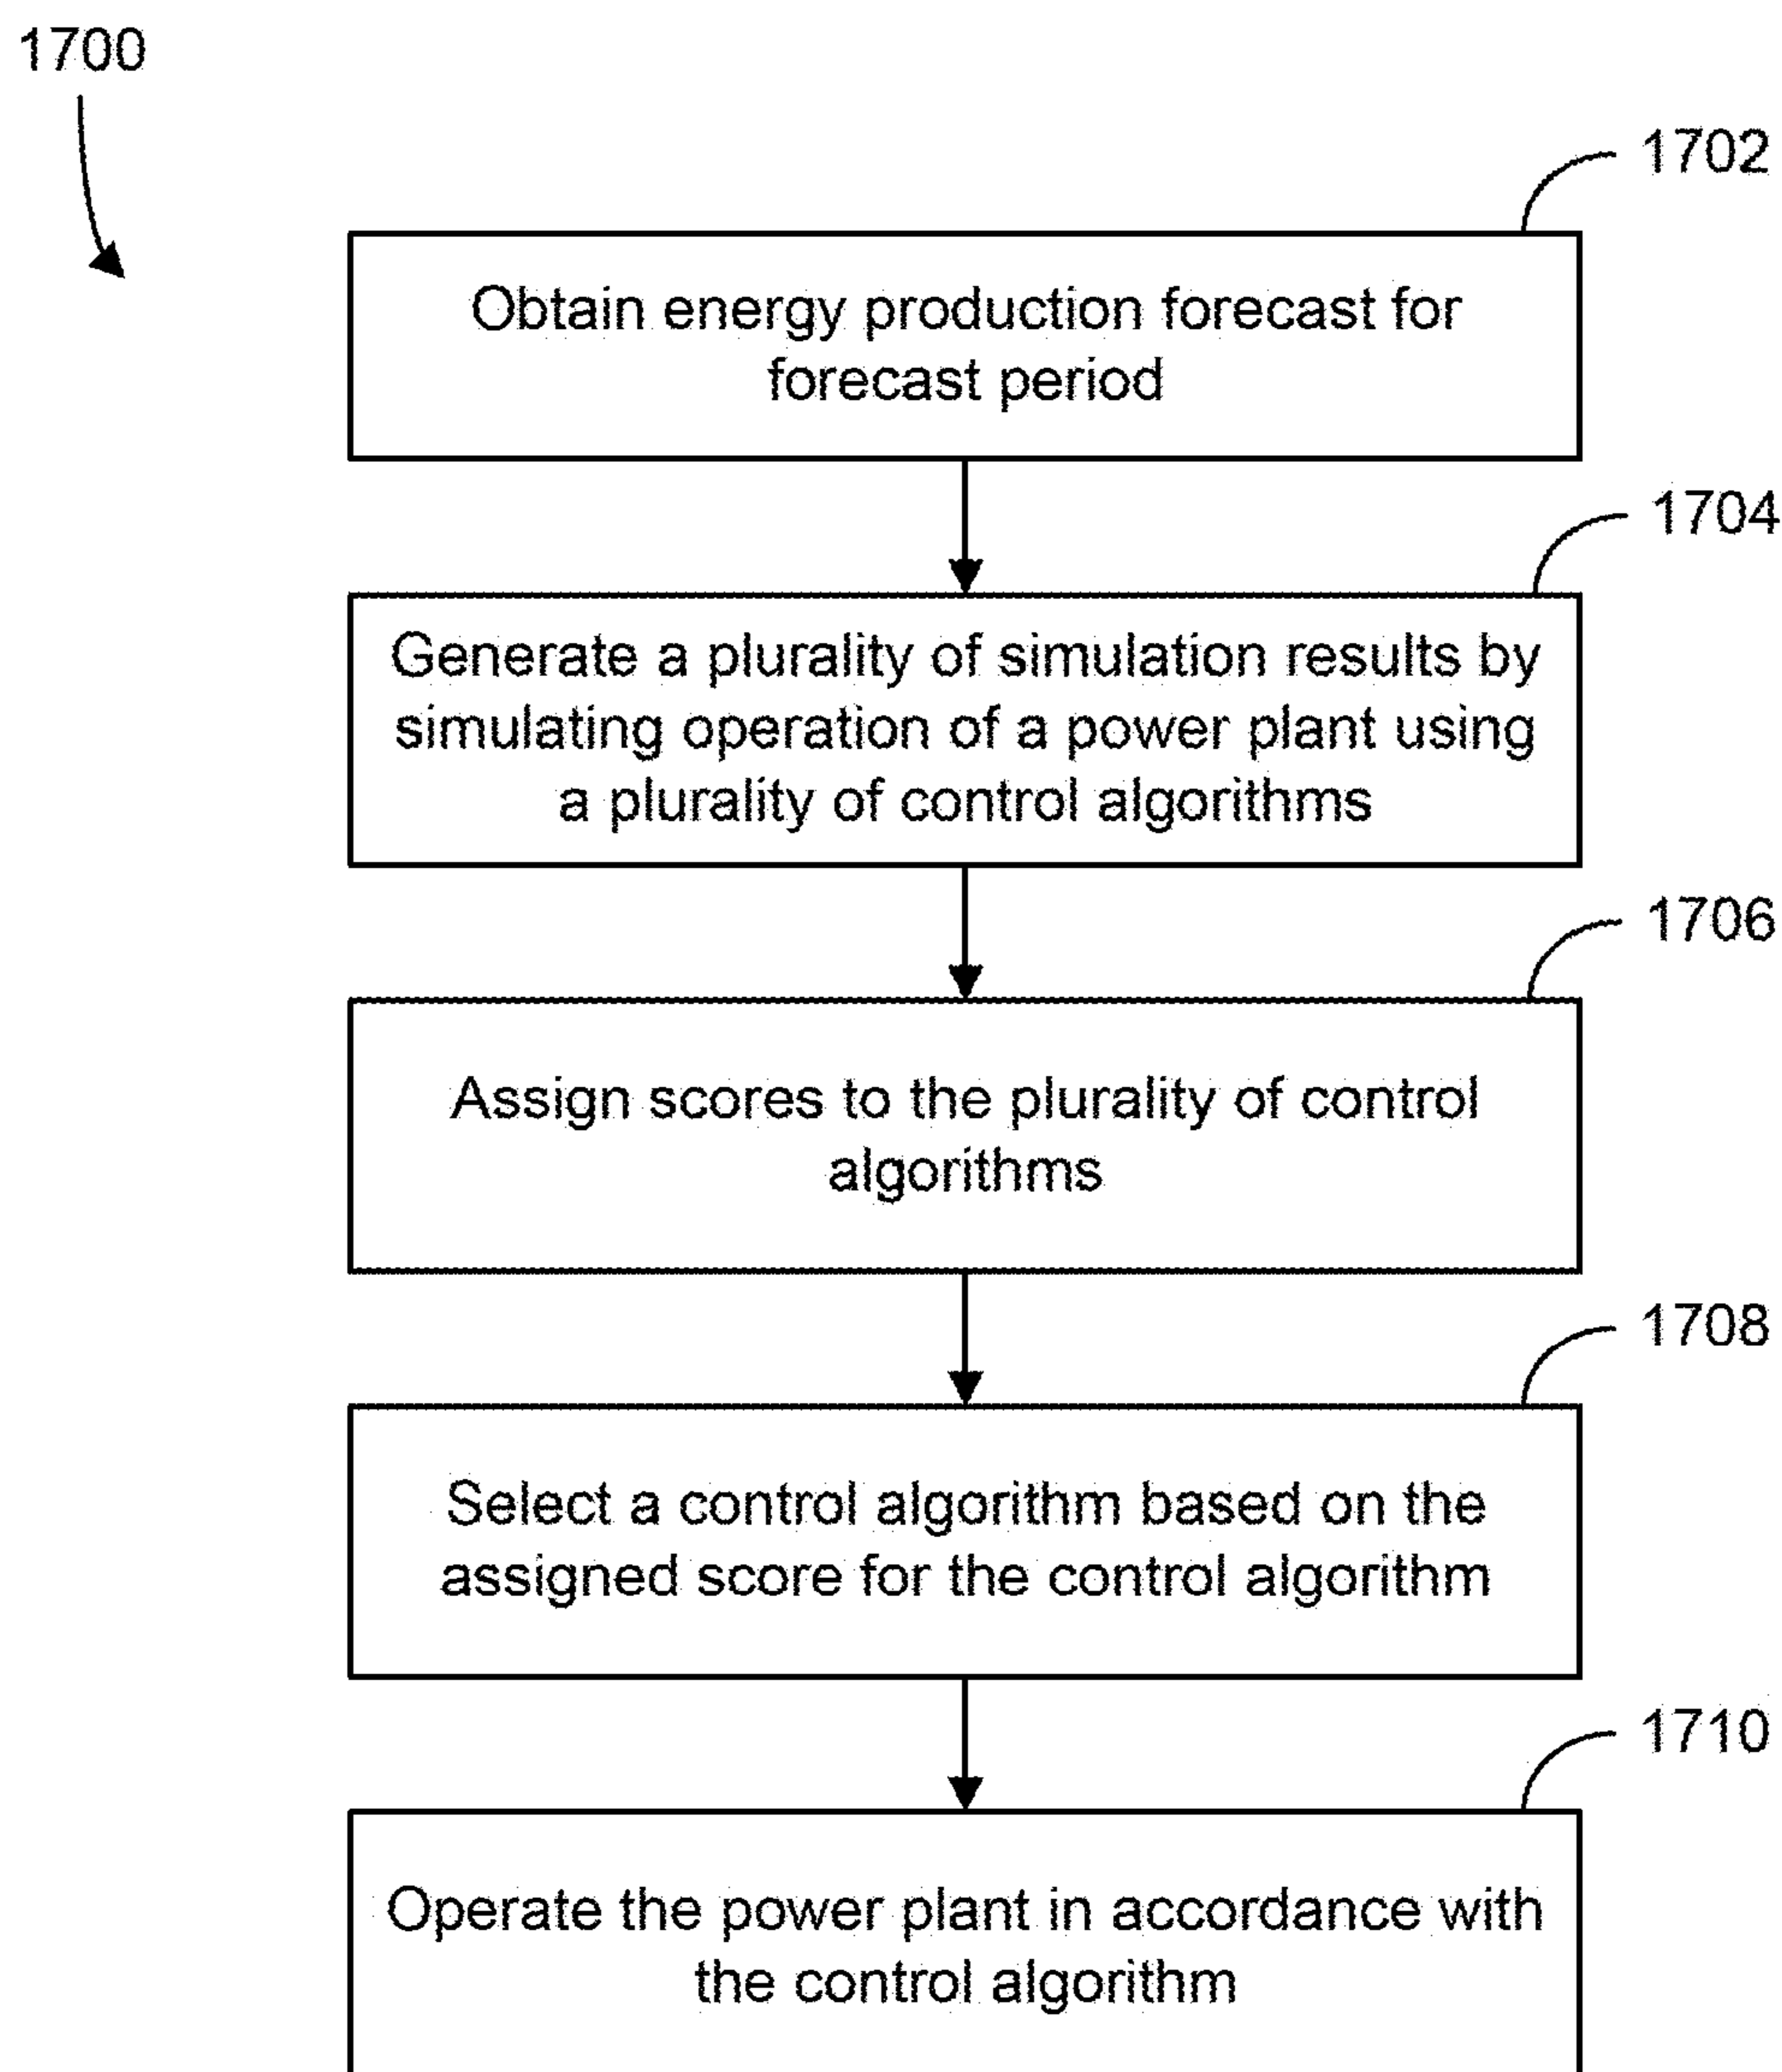 1700
1702
Obtain energy production forecast for
forecast period
1704
Generate a plurality of simulation results by
simulating operation of a power plant using
a plurality of control algorithms
1706
Assign scores to the plurality of control
algorithms
1708
Select a control algorithm based on the
assigned score for the control algorithm
1710
Operate the power plant in accordance with
the control algorithm